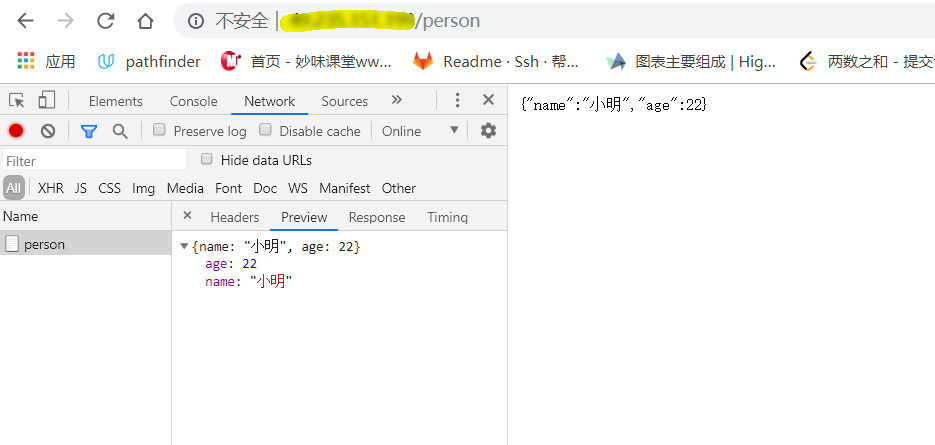 不安全 | /person
应用 pathfinder 首页 - 妙味课堂ww... Readme · Ssh · 帮... 图表主要组成 | Hig... 两数之和 - 提交
Elements Console Network Sources »
{"name":"小明","age":22}
Preserve log Disable cache Online
Filter Hide data URLs
All XHR JS CSS Img Media Font Doc WS Manifest Other
Name
× Headers Preview Response Timing
person
{name: "小明", age: 22}
age: 22
name: "小明"